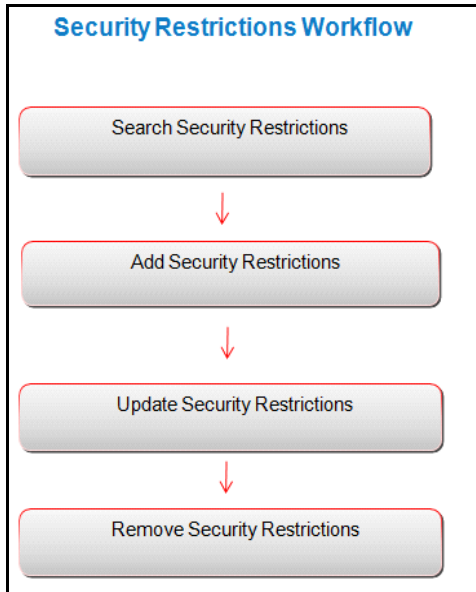 Security Restrictions Workflow
Search Security Restrictions
Add Security Restrictions
Update Security Restrictions
Remove Security Restrictions